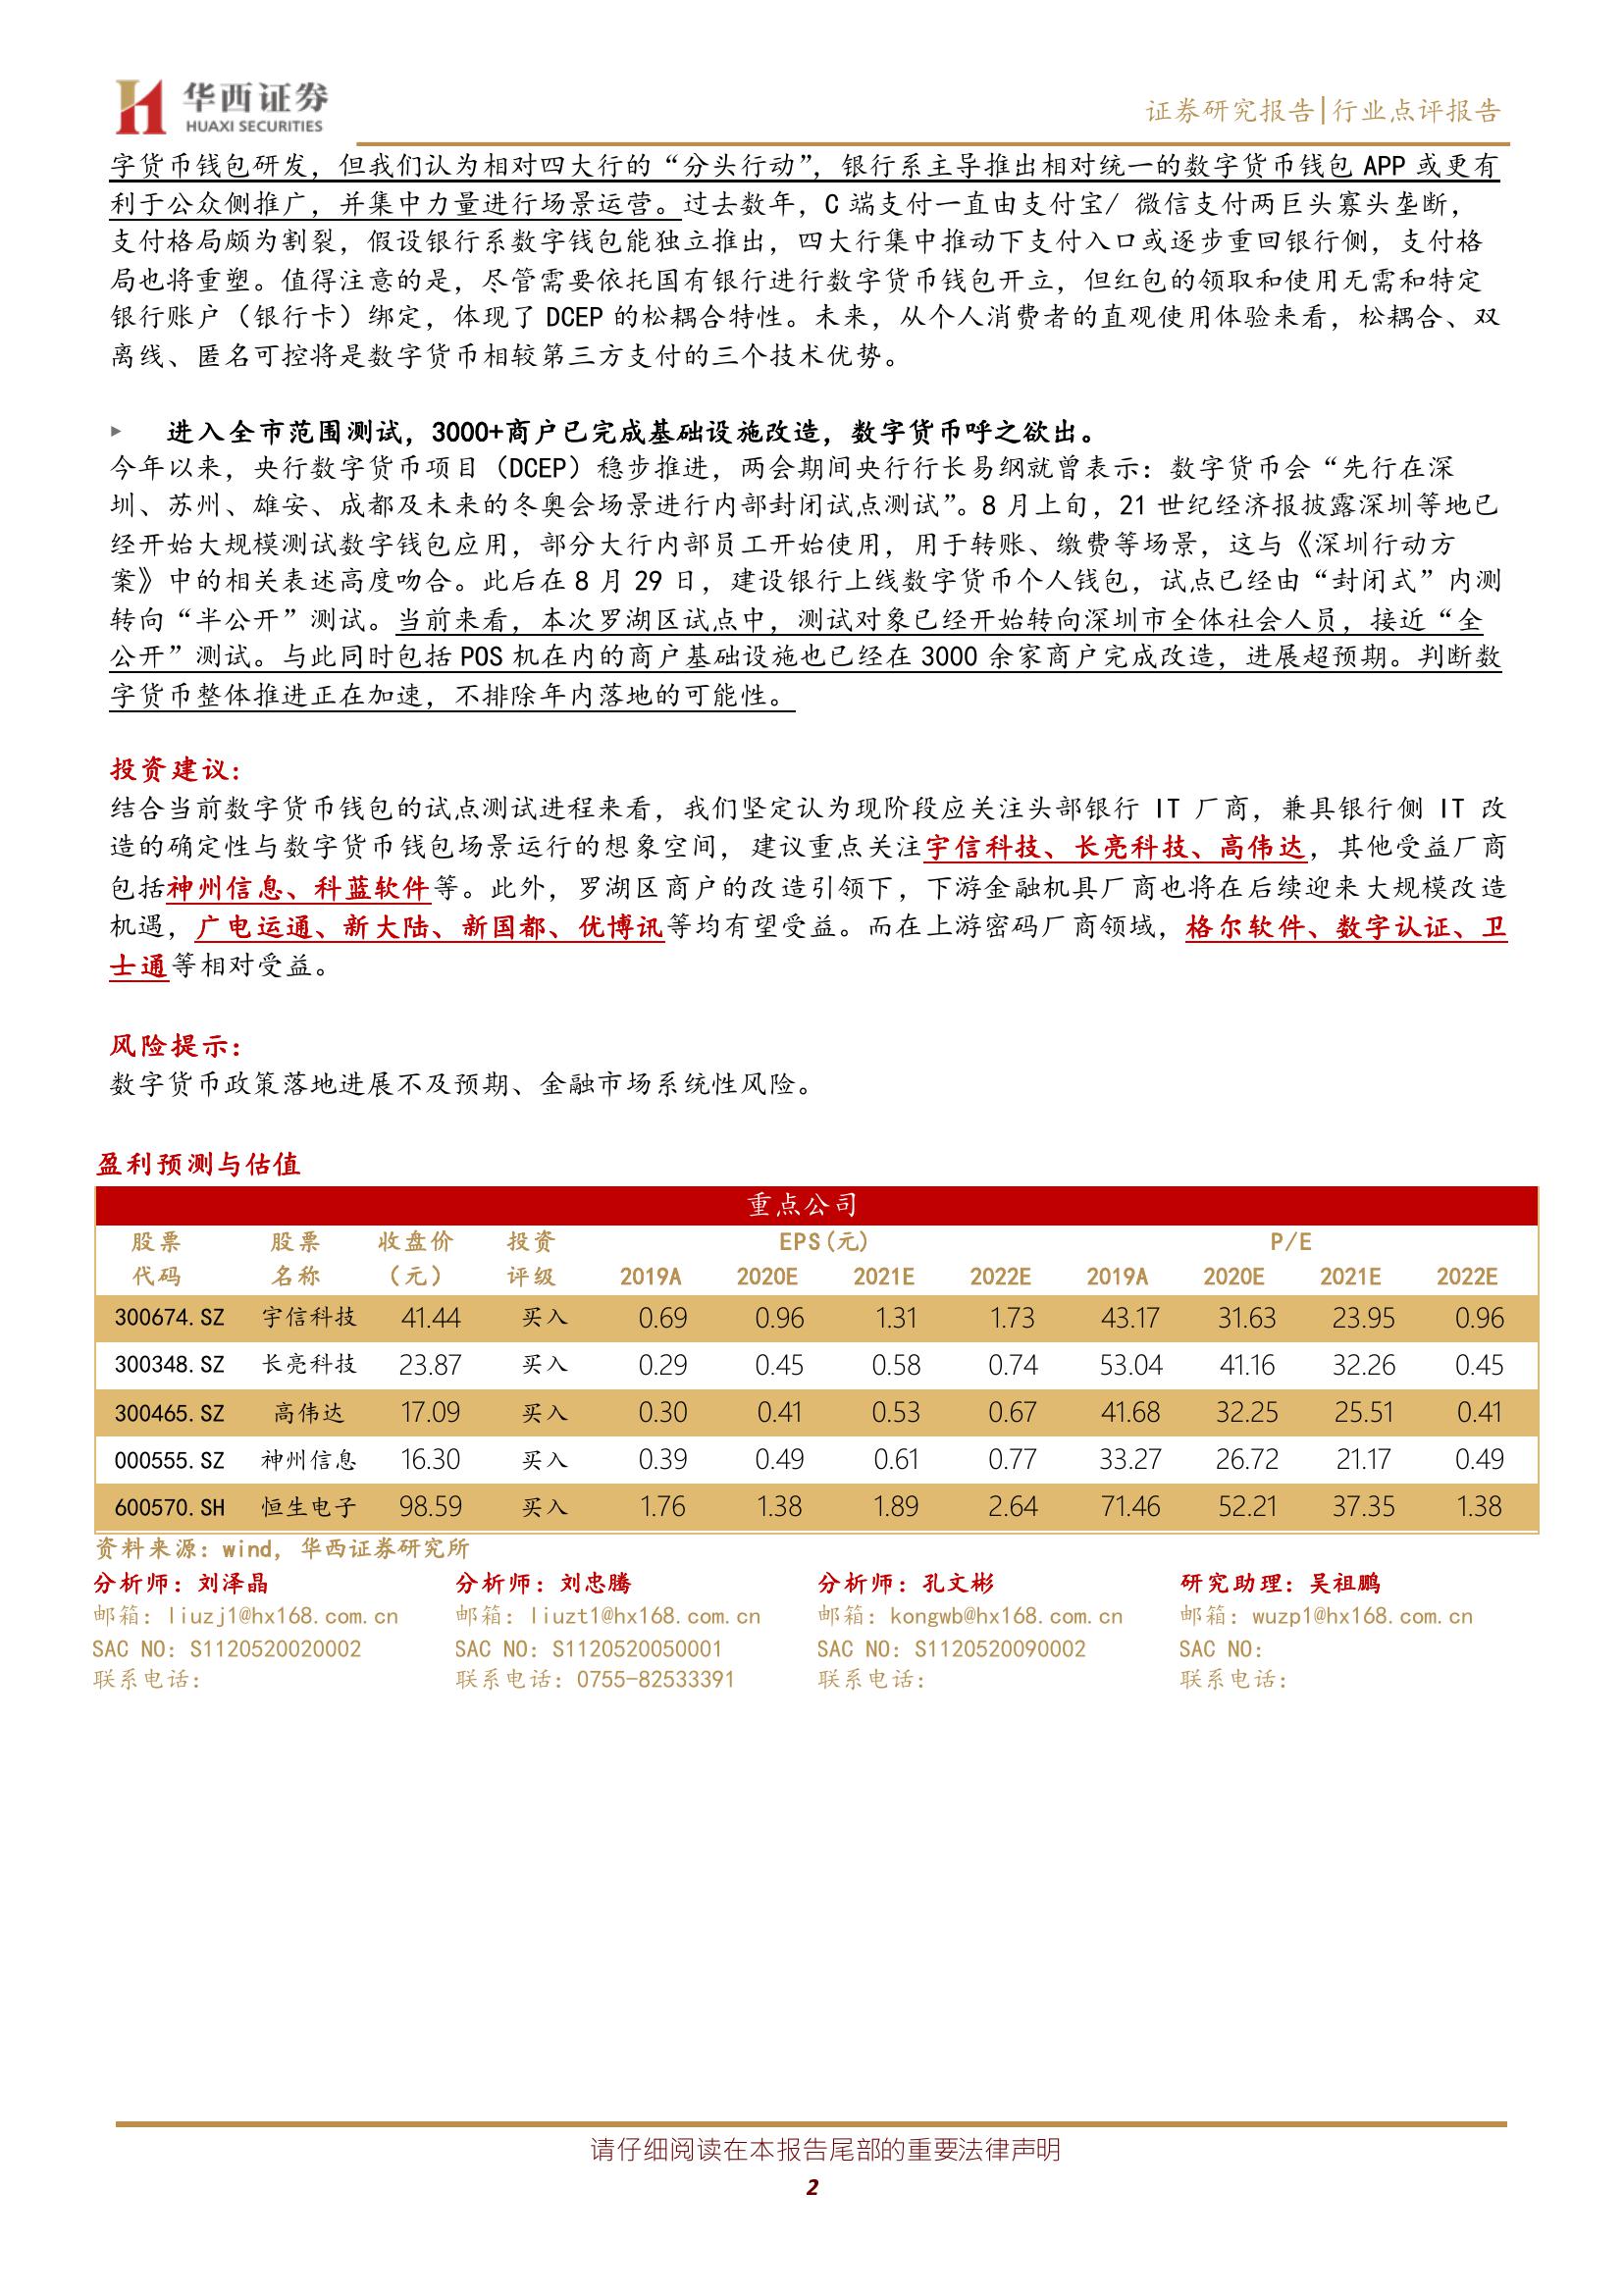 华西证券
HUAXI SECURITIES
证券研究报告|行业点评报告
字货币钱包研发，但我们认为相对四大行的“分头行动”，银行系主导推出相对统一的数字货币钱包 APP 或更有
利于公众侧推广，并集中力量进行场景运营。过去数年，C 端支付一直由支付宝/ 微信支付两巨头寡头垄断，
支付格局颇为割裂，假设银行系数字钱包能独立推出，四大行集中推动下支付入口或逐步重回银行侧，支付格
局也将重塑。值得注意的是，尽管需要依托国有银行进行数字货币钱包开立，但红包的领取和使用无需和特定
银行账户（银行卡）绑定，体现了 DCEP 的松耦合特性。未来，从个人消费者的直观使用体验来看，松耦合、双
离线、匿名可控将是数字货币相较第三方支付的三个技术优势。
▸ 进入全市范围测试，3000+商户已完成基础设施改造，数字货币呼之欲出。
今年以来，央行数字货币项目（DCEP）稳步推进，两会期间央行行长易纲就曾表示：数字货币会“先行在深
圳、苏州、雄安、成都及未来的冬奥会场景进行内部封闭试点测试”。8 月上旬，21 世纪经济报披露深圳等地已
经开始大规模测试数字钱包应用，部分大行内部员工开始使用，用于转账、缴费等场景，这与《深圳行动方
案》中的相关表述高度吻合。此后在 8 月 29 日，建设银行上线数字货币个人钱包，试点已经由“封闭式”内测
转向“半公开”测试。当前来看，本次罗湖区试点中，测试对象已经开始转向深圳市全体社会人员，接近“全
公开”测试。与此同时包括 POS 机在内的商户基础设施也已经在 3000 余家商户完成改造，进展超预期。判断数
字货币整体推进正在加速，不排除年内落地的可能性。
投资建议:
结合当前数字货币钱包的试点测试进程来看，我们坚定认为现阶段应关注头部银行 IT 厂商，兼具银行侧 IT 改
造的确定性与数字货币钱包场景运行的想象空间，建议重点关注宇信科技、长亮科技、高伟达，其他受益厂商
包括神州信息、科蓝软件等。此外，罗湖区商户的改造引领下，下游金融机具厂商也将在后续迎来大规模改造
机遇，广电运通、新大陆、新国都、优博讯等均有望受益。而在上游密码厂商领域，格尔软件、数字认证、卫
士通等相对受益。
风险提示:
数字货币政策落地进展不及预期、金融市场系统性风险。
盈利预测与估值
重点公司
股票 股票 收盘价 投资 EPS(元) P/E
代码 名称 （元） 评级 2019A 2020E 2021E 2022E 2019A 2020E 2021E 2022E
300674.SZ 宇信科技 41.44 买入 0.69 0.96 1.31 1.73 43.17 31.63 23.95 0.96
300348.SZ 长亮科技 23.87 买入 0.29 0.45 0.58 0.74 53.04 41.16 32.26 0.45
300465.SZ 高伟达 17.09 买入 0.30 0.41 0.53 0.67 41.68 32.25 25.51 0.41
000555.SZ 神州信息 16.30 买入 0.39 0.49 0.61 0.77 33.27 26.72 21.17 0.49
600570.SH 恒生电子 98.59 买入 1.76 1.38 1.89 2.64 71.46 52.21 37.35 1.38
资料来源：wind，华西证券研究所
分析师：刘泽晶 分析师：刘忠腾 分析师：孔文彬 研究助理：吴祖鹏
邮箱：liuzj1@hx168.com.cn 邮箱：liuzt1@hx168.com.cn 邮箱：kongwb@hx168.com.cn 邮箱：wuzp1@hx168.com.cn
SAC NO：S1120520020002 SAC NO：S1120520050001 SAC NO：S1120520090002 SAC NO：
联系电话： 联系电话：0755-82533391 联系电话： 联系电话：
请仔细阅读在本报告尾部的重要法律声明
2